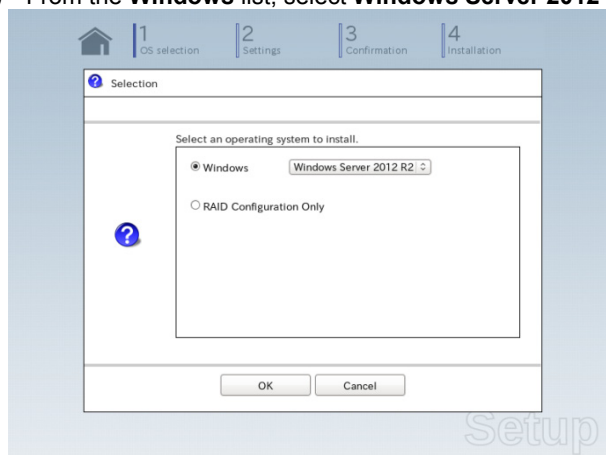 From the Windows list, select Windows Server 2012
1
OS selection
2
Settings
3
Confirmation
4
Installation
Selection
Select an operating system to install.
Windows
Windows Server 2012 R2
RAID Configuration Only
OK
Cancel
Setup